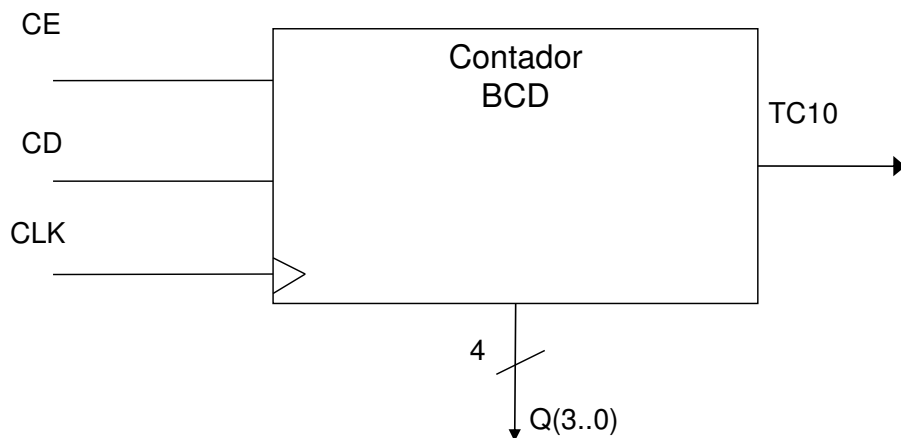 CE
Contador
BCD
TC10
CD
CLK
4
Q(3..0)